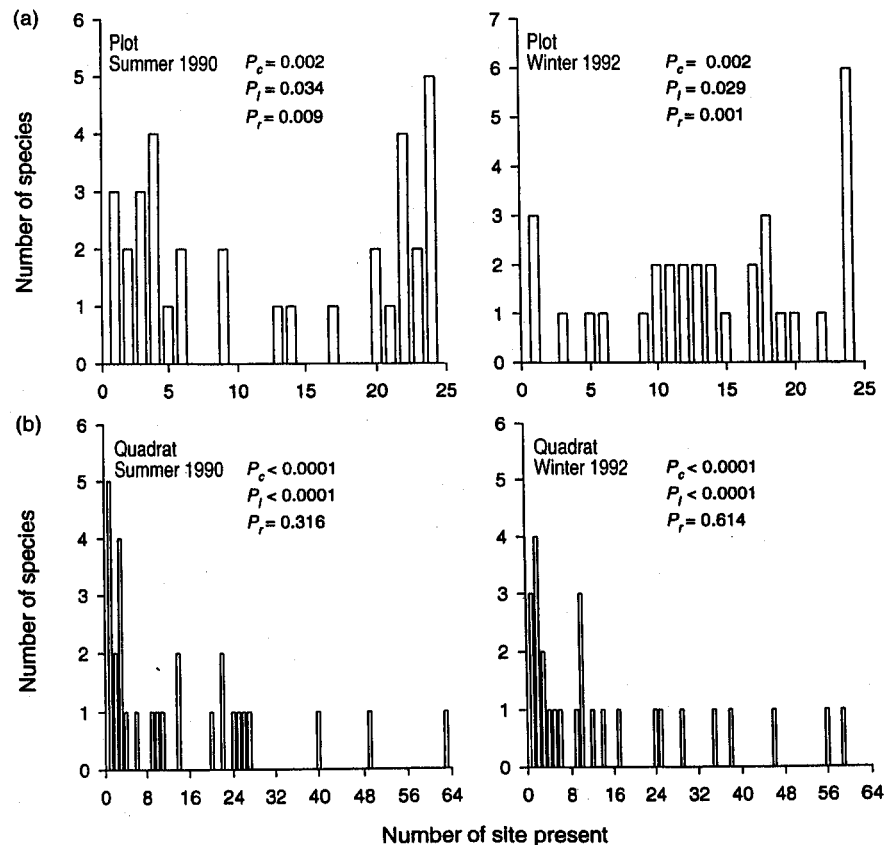 (a)
Number of species
6
5
4
3
2
1
0
Plot
Summer 1990
P_c = 0.002
P_l = 0.034
P_r = 0.009
0 5 10 15 20 25
7
6
5
4
3
2
1
0
Plot
Winter 1992
P_c = 0.002
P_l = 0.029
P_r = 0.001
0 5 10 15 20 25
(b)
Number of species
6
5
4
3
2
1
0
Quadrat
Summer 1990
P_c < 0.0001
P_l < 0.0001
P_r = 0.316
0 8 16 24 32 40 48 56 64
6
5
4
3
2
1
0
Quadrat
Winter 1992
P_c < 0.0001
P_l < 0.0001
P_r = 0.614
0 8 16 24 32 40 48 56 64
Number of site present